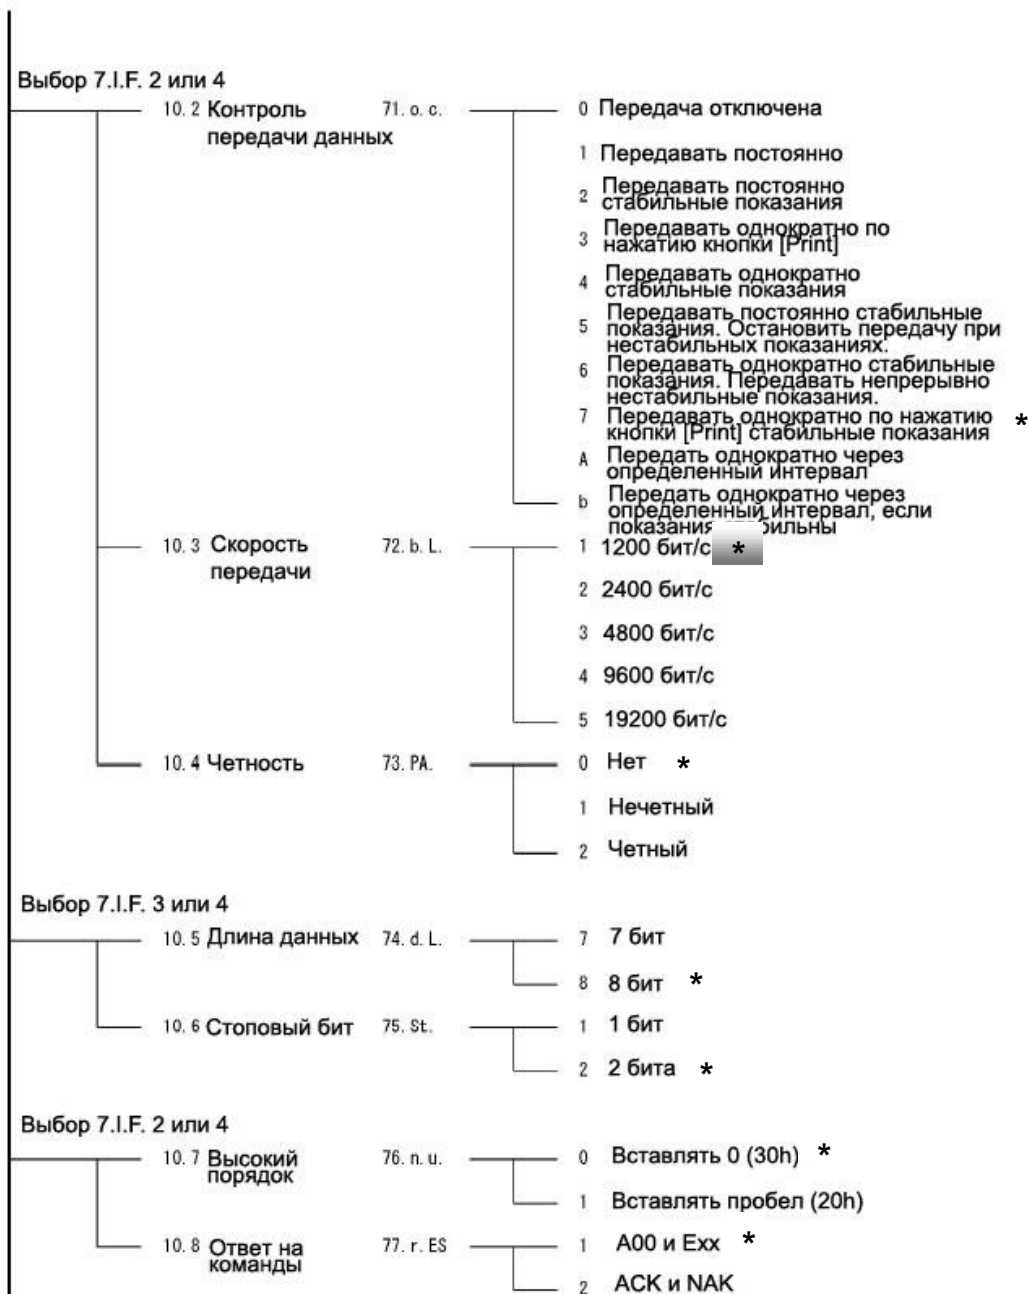 Выбор 7.I.F. 2 или 4
10. 2 Контроль передачи данных 71. o. c. 0 Передача отключена
1 Передавать постоянно
2 Передавать постоянно
стабильные показания
3 Передавать однократно по
нажатию кнопки [Print]
4 Передавать однократно
стабильные показания
5 Передавать постоянно стабильные
показания. Остановить передачу при
нестабильных показаниях.
6 Передавать однократно стабильные
показания. Передавать непрерывно
нестабильные показания.
7 Передавать однократно по нажатию *
кнопки [Print] стабильные показания
A Передать однократно через
определенный интервал
b Передать однократно через
определенный интервал, если
показания бильны
10. 3 Скорость передачи 72. b. L. 1 1200 бит/с *
2 2400 бит/с
3 4800 бит/с
4 9600 бит/с
5 19200 бит/с
10. 4 Четность 73. PA. 0 Нет *
1 Нечетный
2 Четный
Выбор 7.I.F. 3 или 4
10. 5 Длина данных 74. d. L. 7 7 бит
8 8 бит *
10. 6 Стоповый бит 75. St. 1 1 бит
2 2 бита *
Выбор 7.I.F. 2 или 4
10. 7 Высокий порядок 76. n. u. 0 Вставлять 0 (30h) *
1 Вставлять пробел (20h)
10. 8 Ответ на команды 77. r. ES 1 A00 и Exx *
2 ACK и NAK